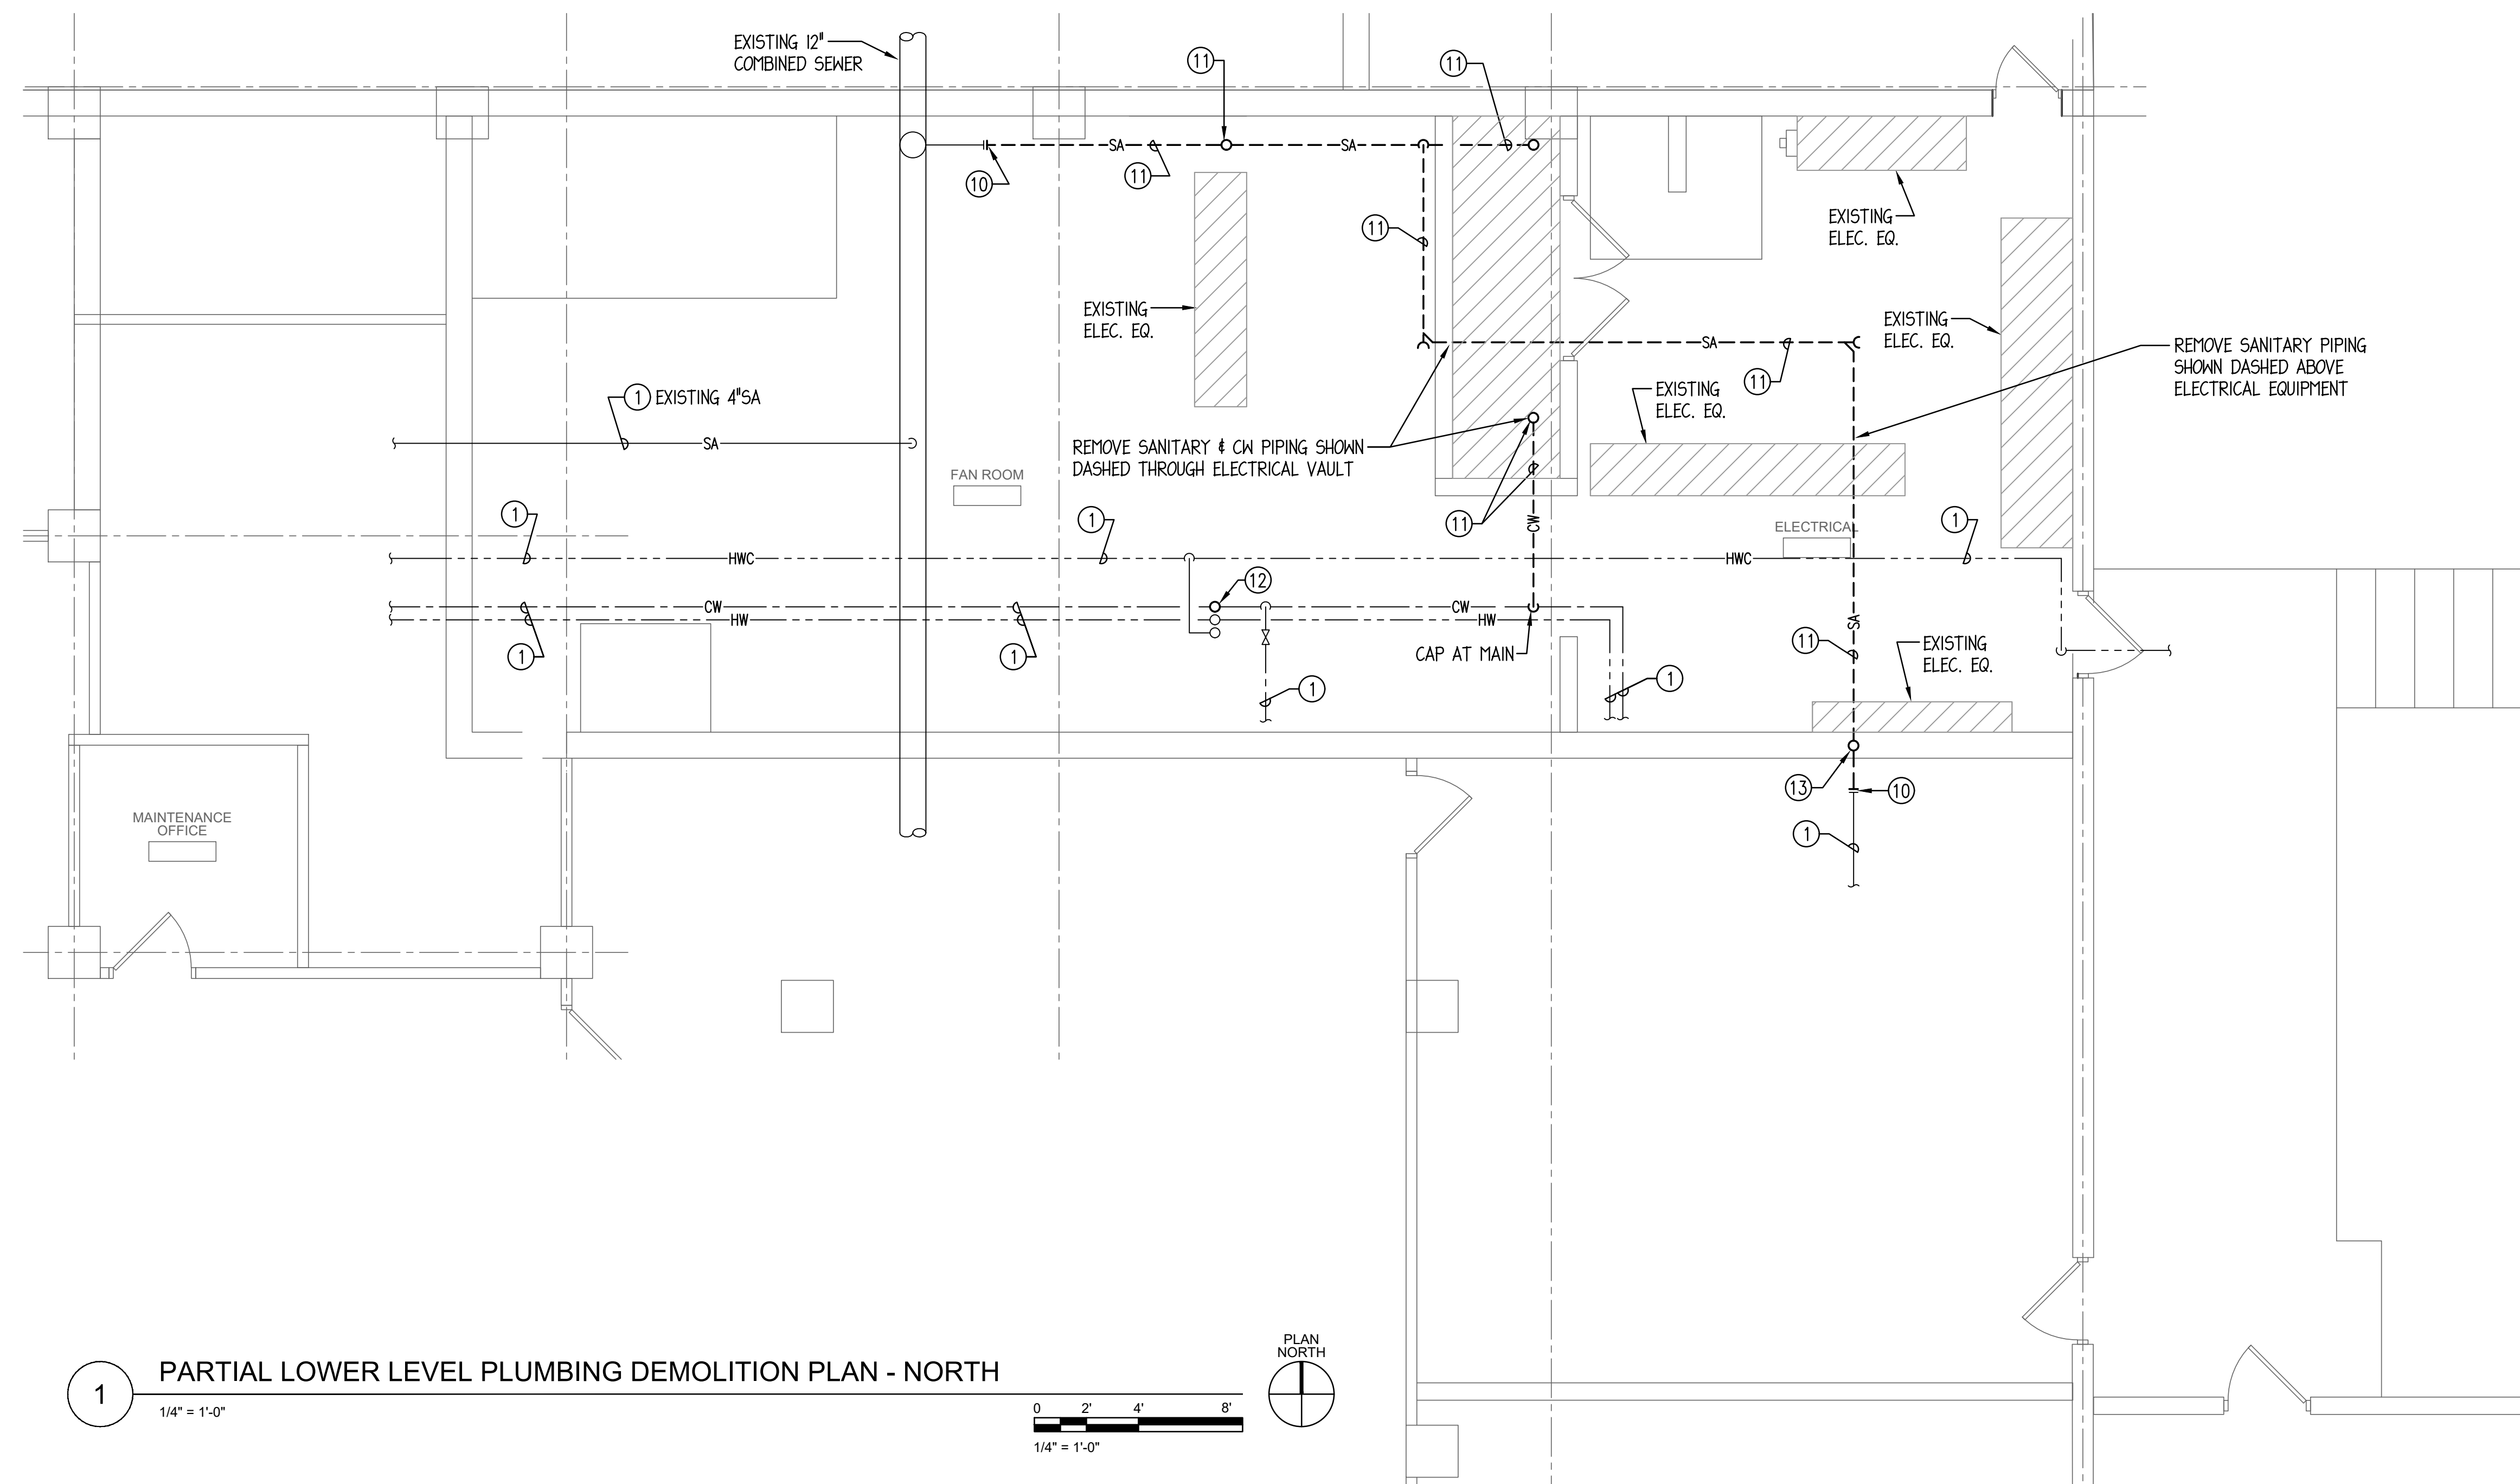 EXISTING 12"
COMBINED SEWER
11
11
SA
SA
10
11
11
EXISTING
ELEC. EQ.
EXISTING
ELEC. EQ.
EXISTING
ELEC. EQ.
SA
11
REMOVE SANITARY PIPING
SHOWN DASHED ABOVE
ELECTRICAL EQUIPMENT
EXISTING
ELEC. EQ.
1 EXISTING 4"SA
SA
REMOVE SANITARY & CW PIPING SHOWN
DASHED THROUGH ELECTRICAL VAULT
FAN ROOM
1
1
11
CW
ELECTRICAL
1
HWC
HWC
12
CW
HW
CW
HW
SA
1
1
CAP AT MAIN
11
EXISTING
ELEC. EQ.
1
1
13
10
1
MAINTENANCE
OFFICE
PLAN
NORTH
1
PARTIAL LOWER LEVEL PLUMBING DEMOLITION PLAN - NORTH
1/4" = 1'-0"
0 2' 4' 8'
1/4" = 1'-0"